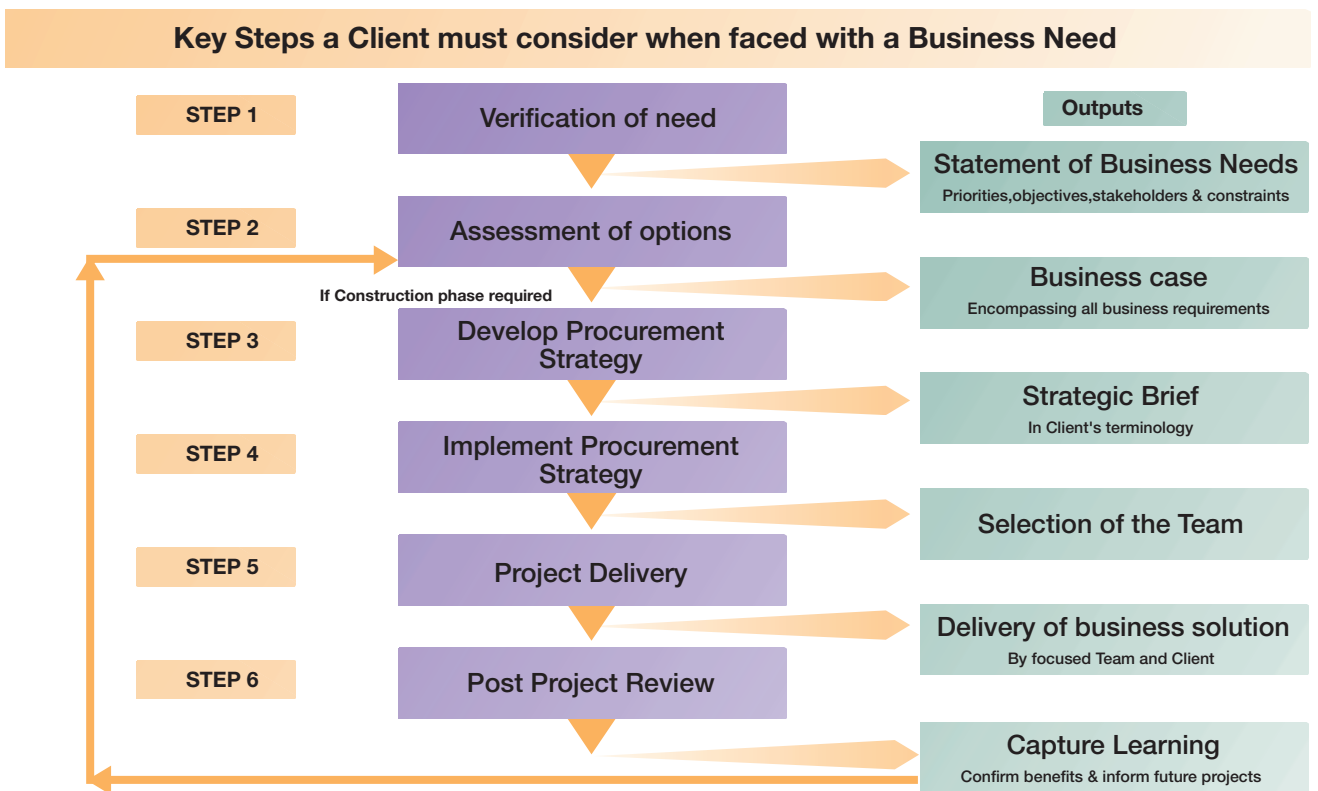 Key Steps a Client must consider when faced with a Business Need
STEP 1
Verification of need
Outputs
Statement of Business Needs
Priorities,objectives,stakeholders & constraints
STEP 2
Assessment of options
Business case
Encompassing all business requirements
If Construction phase required
STEP 3
Develop Procurement
Strategy
Strategic Brief
In Client's terminology
STEP 4
Implement Procurement
Strategy
Selection of the Team
STEP 5
Project Delivery
Delivery of business solution
By focused Team and Client
STEP 6
Post Project Review
Capture Learning
Confirm benefits & inform future projects